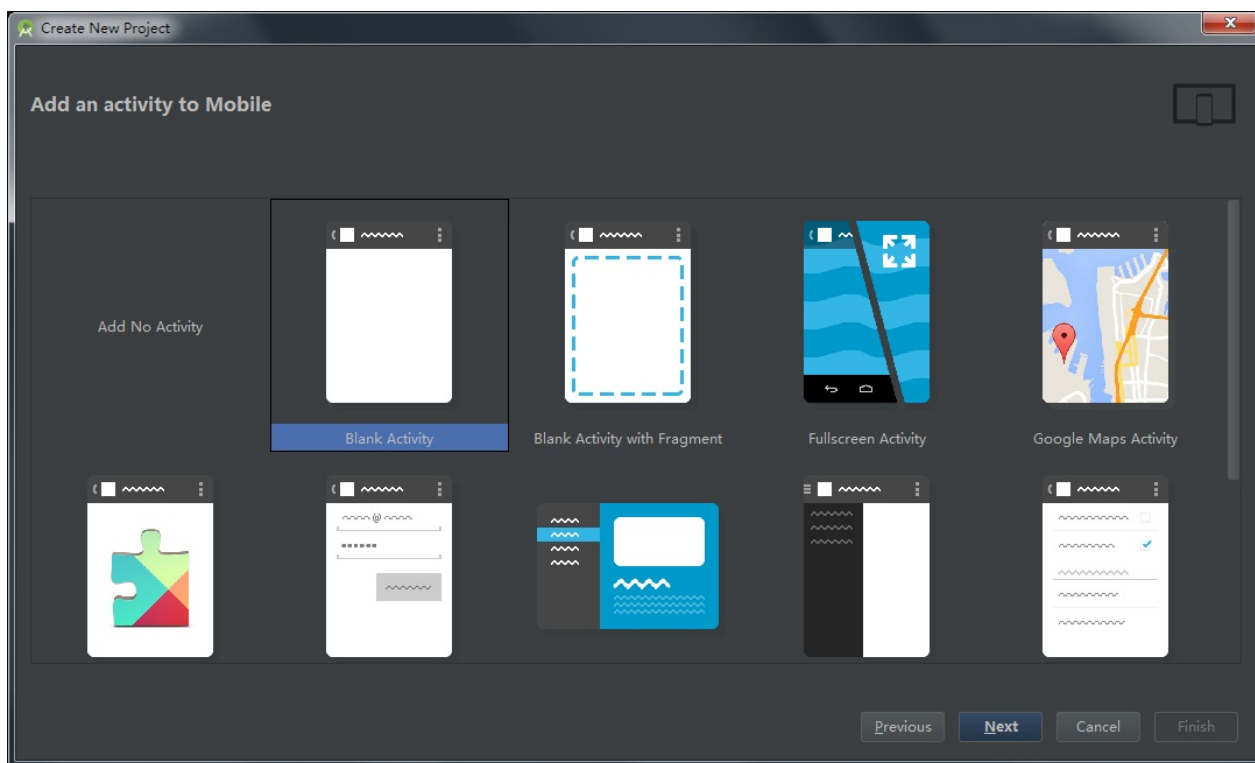 Create New Project
Add an activity to Mobile
Add No Activity
Blank Activity
Blank Activity with Fragment
Fullscreen Activity
Google Maps Activity
Previous
Next
Cancel
Finish